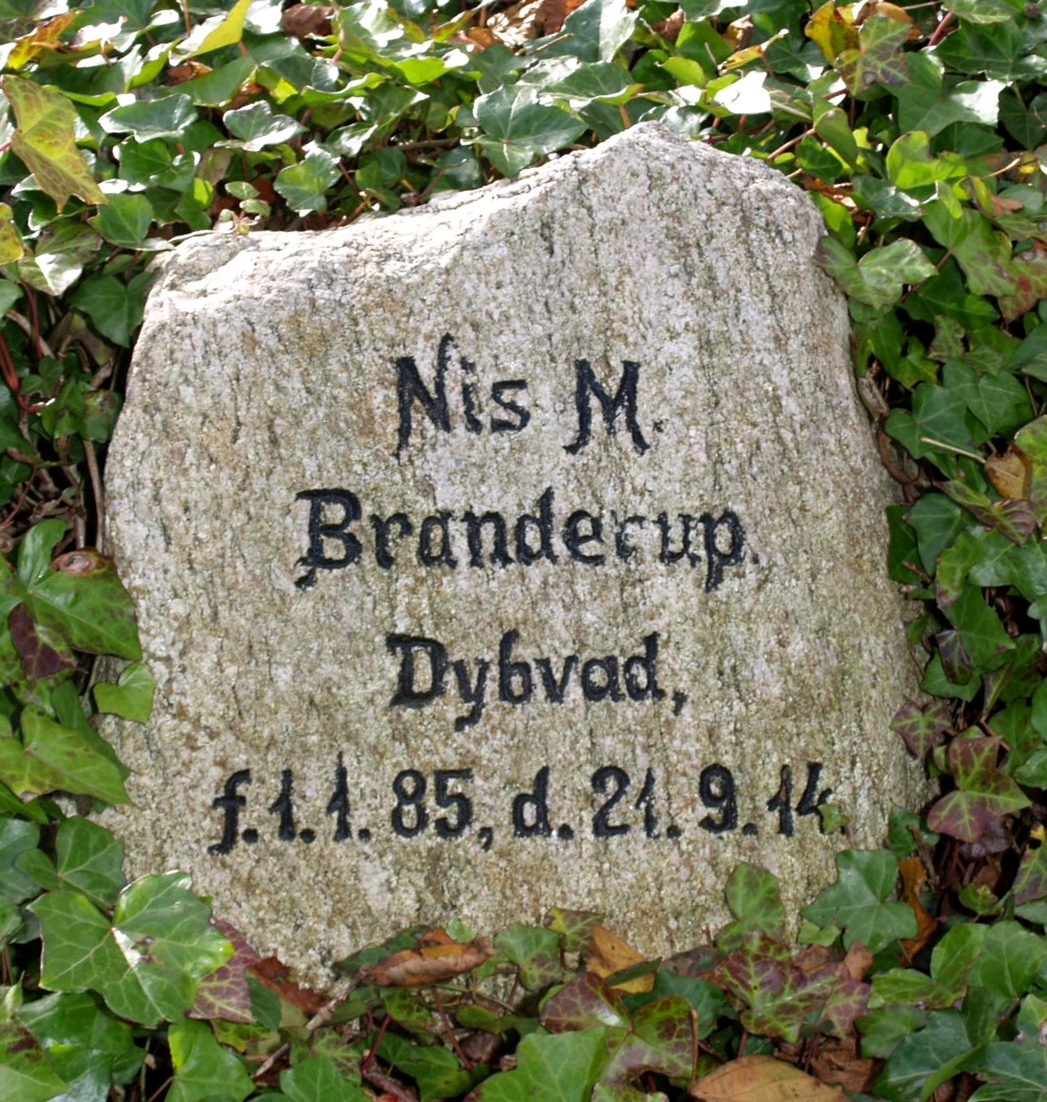 Nis M.
Branderup.
Dybvad,
f. 1. 1. 85, d. 21. 9. 14